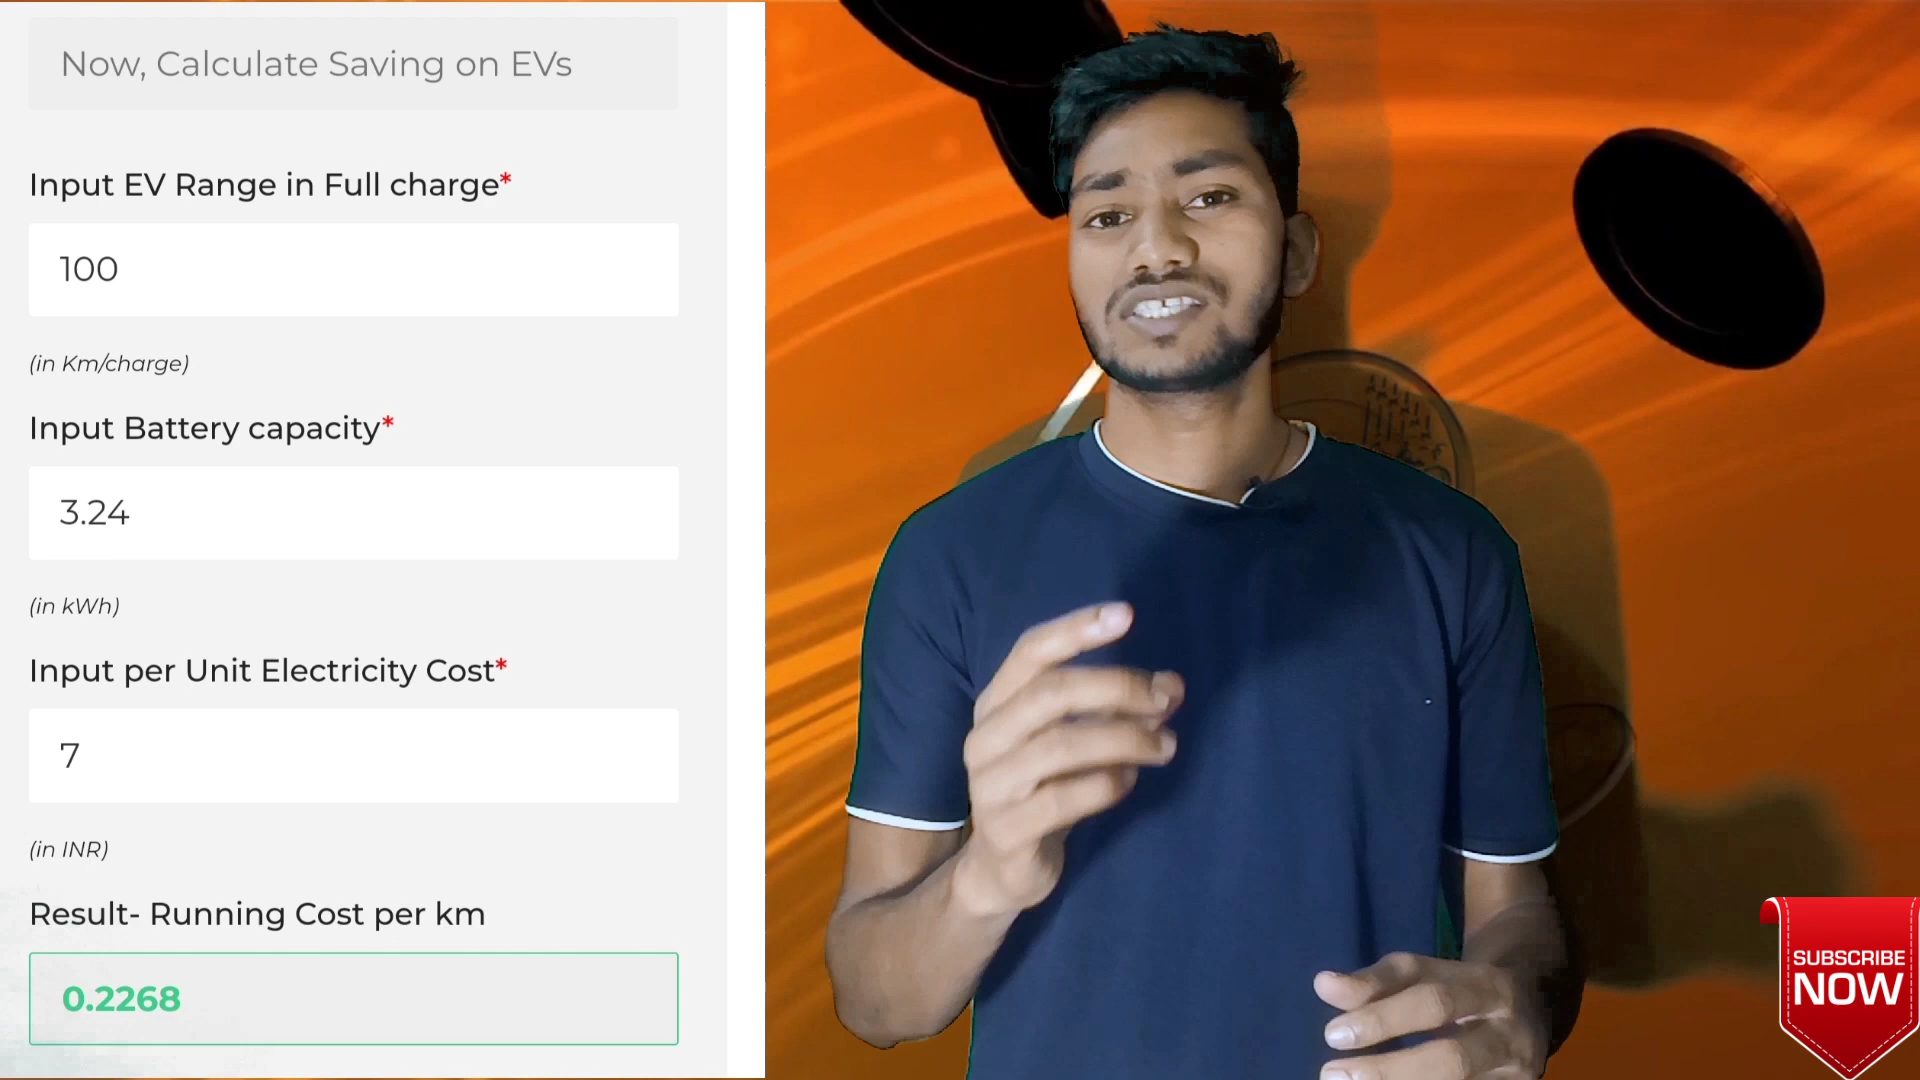 Now, Calculate Saving on EVs
Input EV Range in Full charge*
100
(in Km/charge)
Input Battery capacity*
3.24
(in kWh)
Input per Unit Electricity Cost*
7
(in INR)
Result- Running Cost per km
0.2268
SUBSCRIBE
NOW